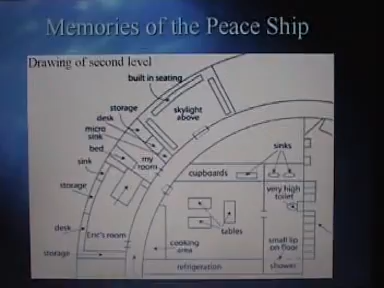 Memories of the Peace Ship
Drawing of second level
built in seating
storage
desk
micro
sink
skylight
above
bed
sink
my
room
sinks
cupboards
storage
very high
toilet
desk
Eric's room
tables
cooking
area
small lip
on floor
storage
refrigeration
shower